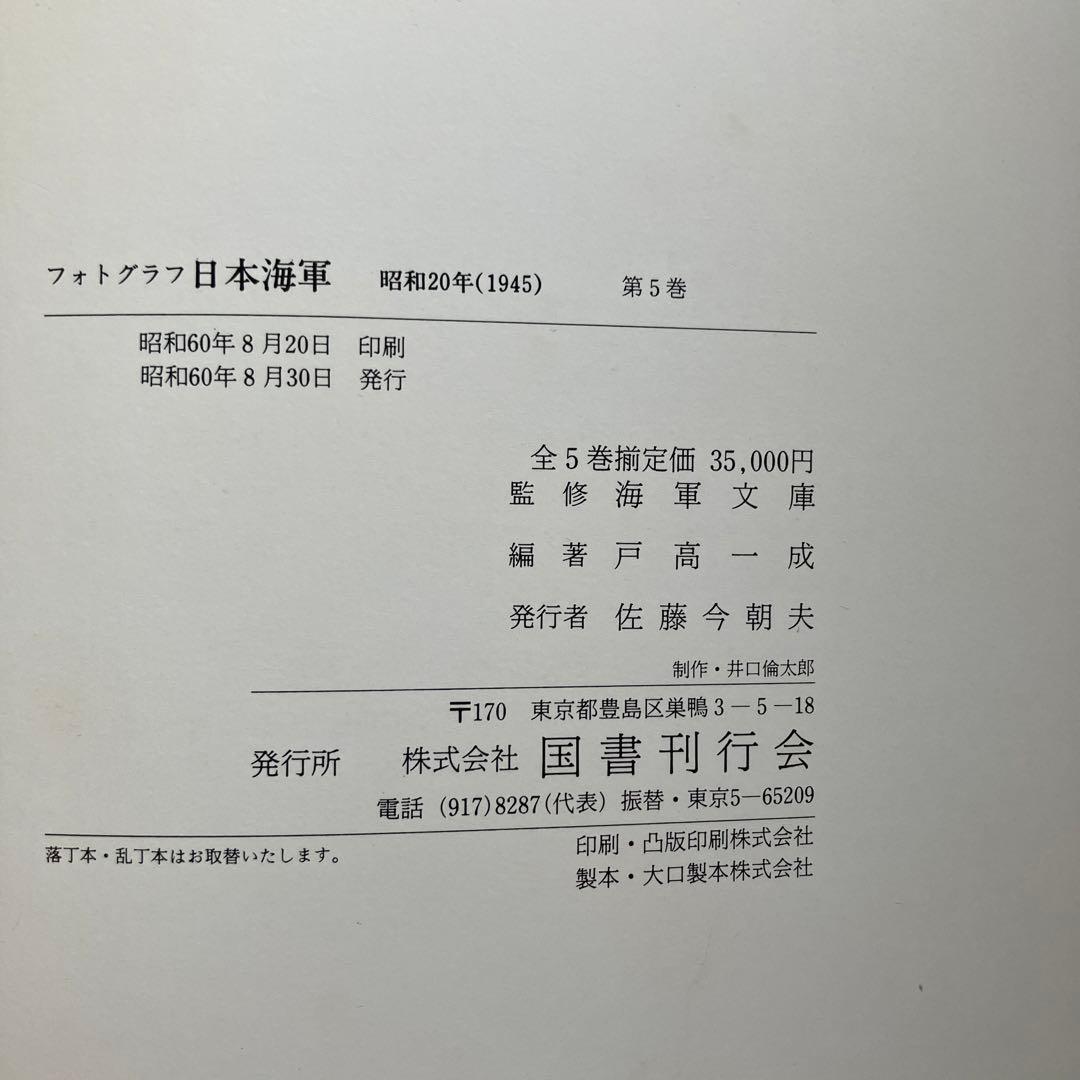 フォトグラフ 日本海軍 昭和20年(1945) 第5巻
昭和60年8月20日 印刷
昭和60年8月30日 発行
全5巻揃定価 35,000円
監修 海軍文庫
編著 戸高一成
発行者 佐藤今朝夫
制作・井口倫太郎
〒170 東京都豊島区巣鴨3-5-18
発行所 株式会社 国書刊行会
電話 (917)8287(代表) 振替・東京5-65209
落丁本・乱丁本はお取替いたします。
印刷・凸版印刷株式会社
製本・大口製本株式会社